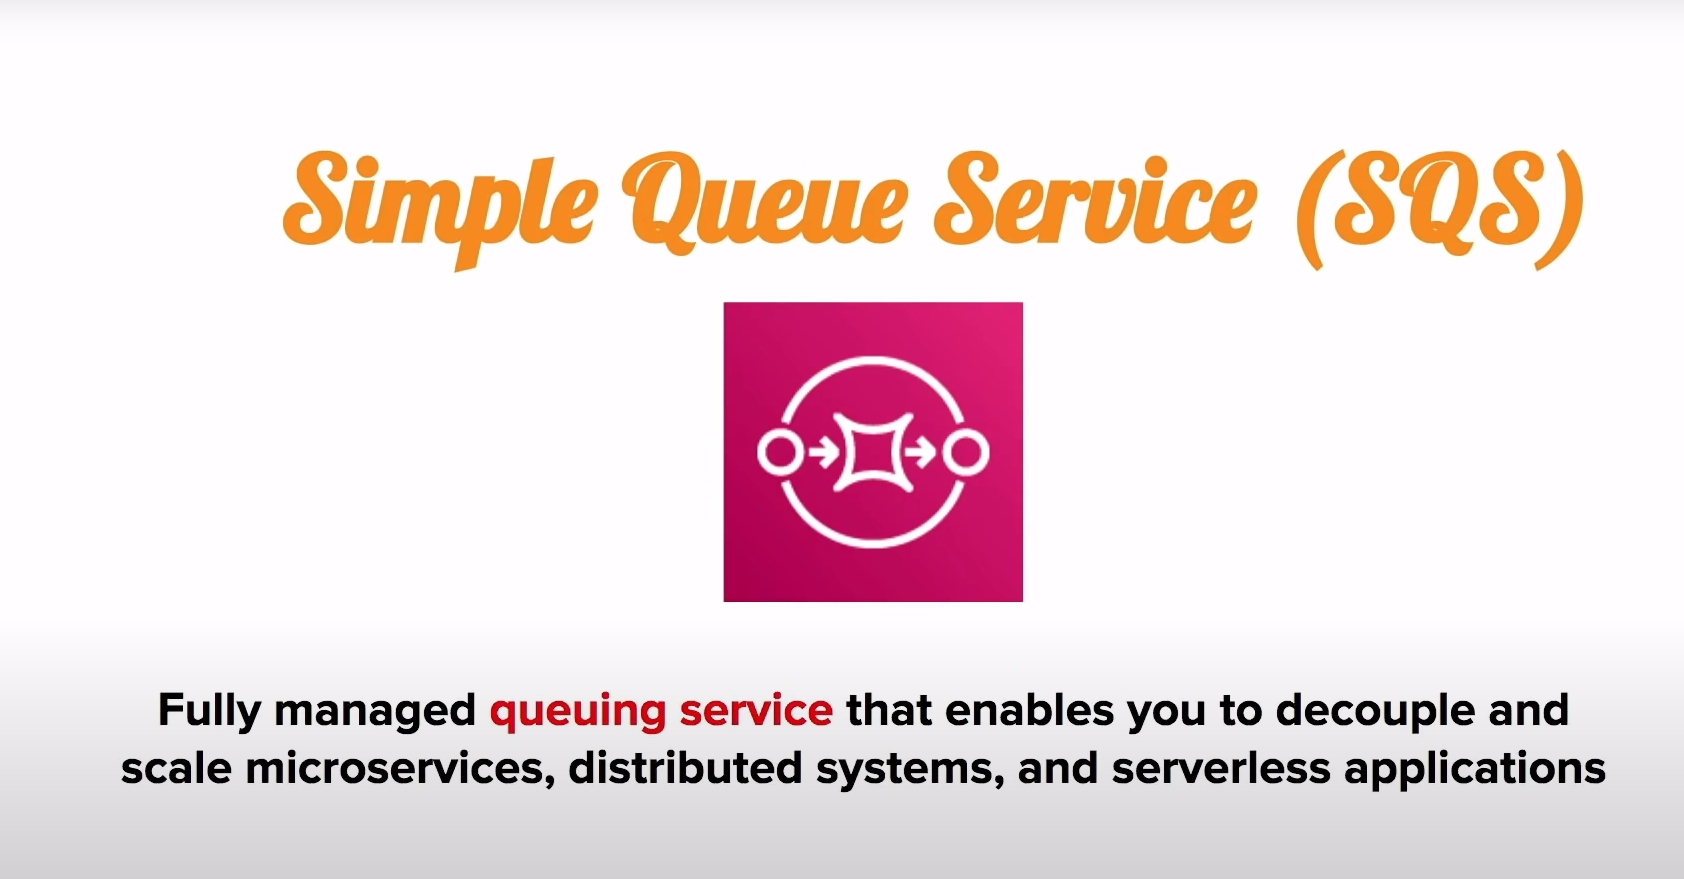 Simple Queue Service (SQS)
Fully managed queuing service that enables you to decouple and
scale microservices, distributed systems, and serverless applications